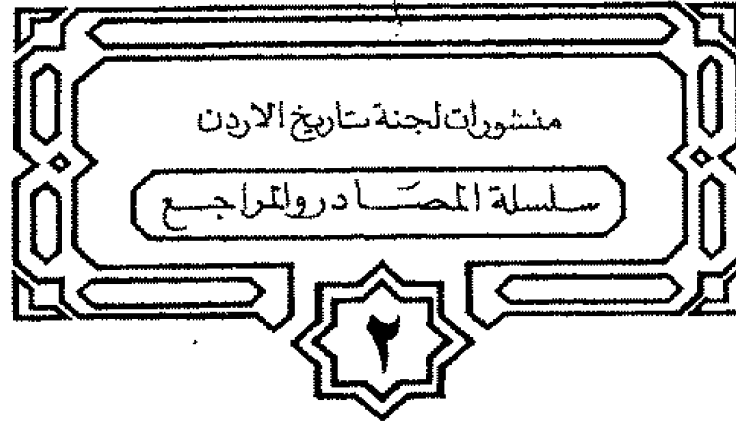 منشورات لجنة تاريخ الاردن
سلسلة المصادر والمراجع
٢